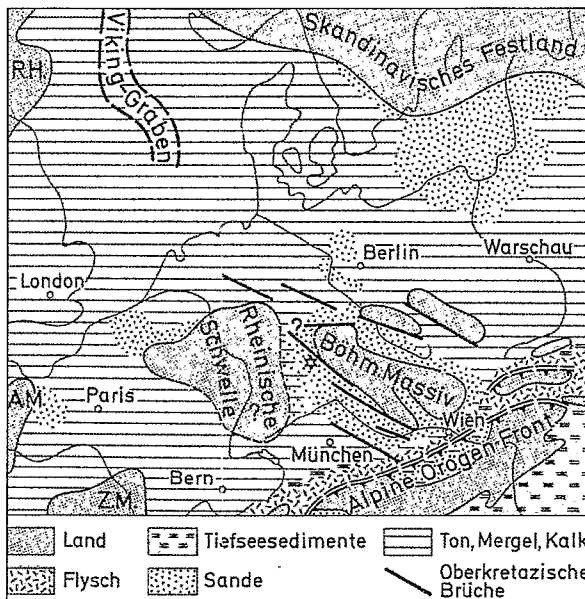 Skandinavisches Festland
RH
Viking-Graben
Berlin
Warschau
London
Rheinische
Schwelle
?
Böhm. Massiv
?
AM
Paris
Wien
München
Alpine Orogen Front
Bern
ZM
Land
Tiefseesedimente
Ton, Mergel, Kalk
Flysch
Sande
Oberkretazische
Brüche